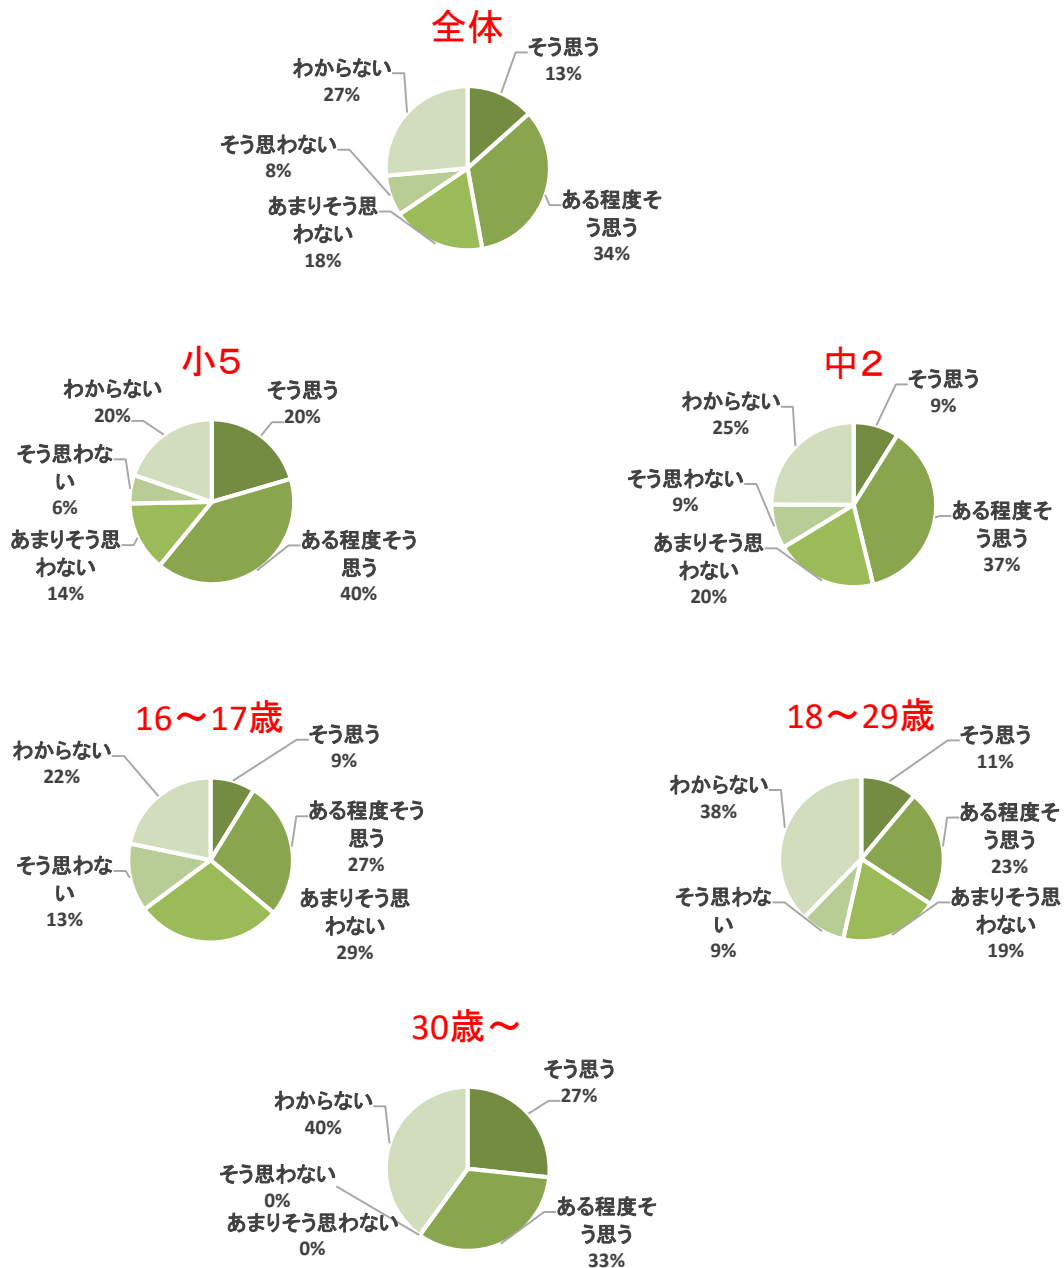 全体
そう思う
13%
わからない
27%
そう思わない
8%
あまりそう思
わない
18%
ある程度そ
う思う
34%
小５
わからない
20%
そう思う
20%
そう思わな
い
6%
あまりそう思
わない
14%
ある程度そう
思う
40%
中２
そう思う
9%
わからない
25%
そう思わない
9%
あまりそう思
わない
20%
ある程度そ
う思う
37%
16～17歳
そう思う
9%
わからない
22%
ある程度そう
思う
27%
そう思わな
い
13%
あまりそう思
わない
29%
18～29歳
そう思う
11%
わからない
38%
ある程度そ
う思う
23%
そう思わな
い
9%
あまりそう思
わない
19%
30歳～
そう思う
27%
わからない
40%
そう思わない
0%
あまりそう思わない
0%
ある程度そ
う思う
33%